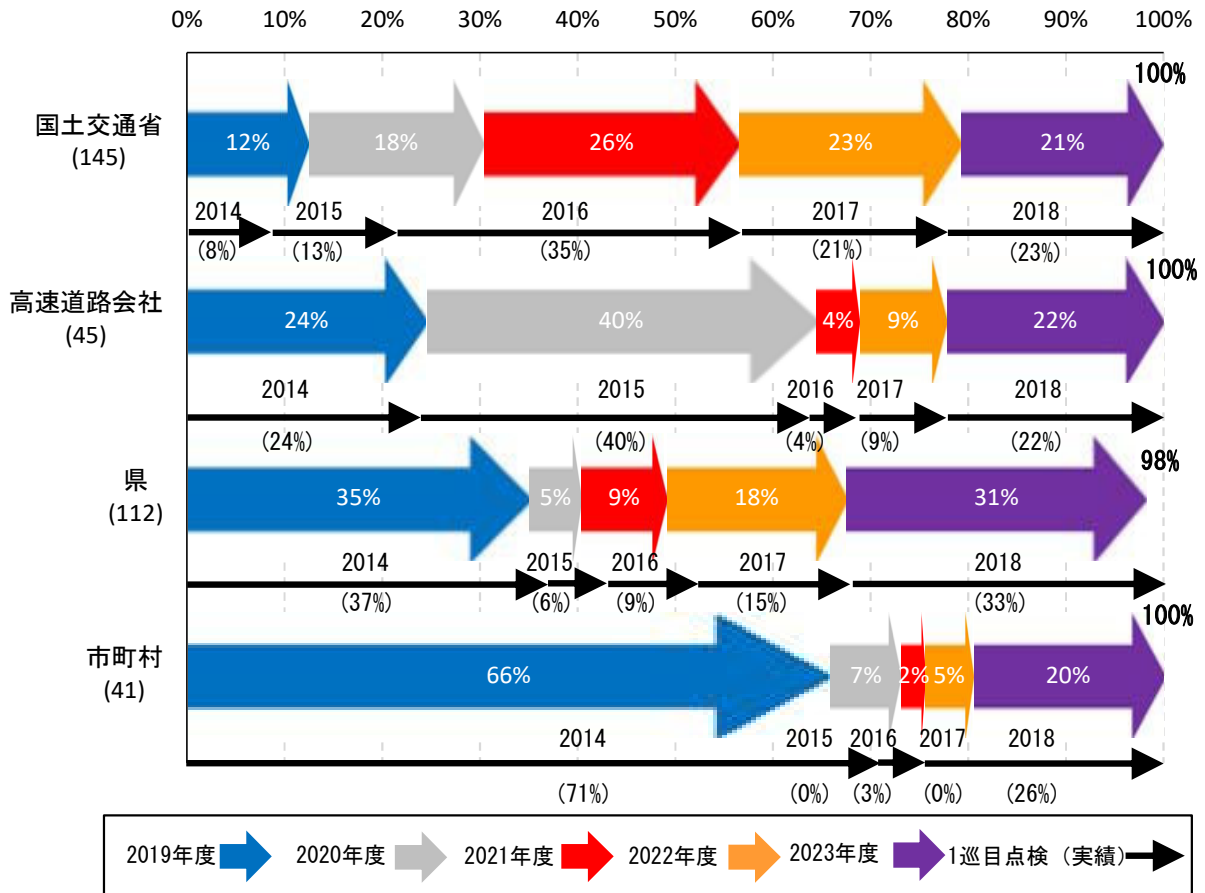 0% 10% 20% 30% 40% 50% 60% 70% 80% 90% 100%
100%
国土交通省
(145)
12% 18% 26% 23% 21%
2014 2015 2016 2017 2018
(8%) (13%) (35%) (21%) (23%)
100%
高速道路会社
(45)
24% 40% 4% 9% 22%
2014 2015 2016 2017 2018
(24%) (40%) (4%) (9%) (22%)
98%
県
(112)
35% 5% 9% 18% 31%
2014 2015 2016 2017 2018
(37%) (6%) (9%) (15%) (33%)
100%
市町村
(41)
66% 7% 2% 5% 20%
2014 2015 2016 2017 2018
(71%) (0%) (3%) (0%) (26%)
2019年度 2020年度 2021年度 2022年度 2023年度 1巡目点検（実績）